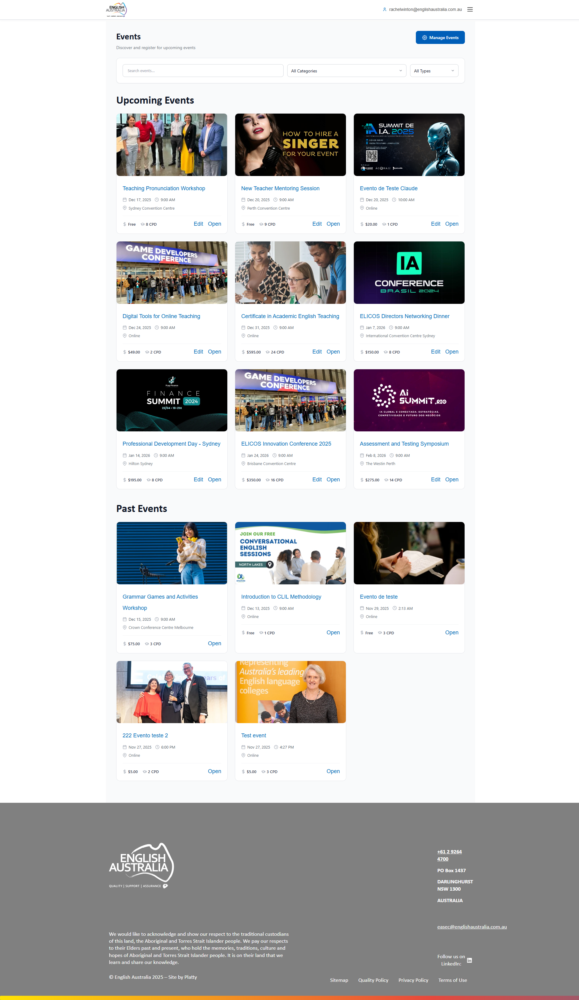 ENGLISH
AUSTRALIA
rachelwinton@englishaustralia.com.au
Events
Manage Events
Discover and register for upcoming events
Search events...
All Categories
All Types
Upcoming Events
HOW TO HIRE A
SINGER
FOR YOUR EVENT
SUMMIT DE
I.A. 2025
5 E 6 DE JUNHO
ÁGORA TECH PARK - JOINVILLE/SC
Q-assist
ÁGORA
Teaching Pronunciation Workshop
Dec 17, 2025 9:00 AM
Sydney Convention Centre
Free 8 CPD Edit Open
New Teacher Mentoring Session
Dec 20, 2025 9:00 AM
Perth Convention Centre
Free 9 CPD Edit Open
Evento de Teste Claude
Dec 20, 2025 10:00 AM
Online
$20.00 1 CPD Edit Open
GAME DEVELOPERS
CONFERENCE
IA
CONFERENCE
BRASIL 2024
Digital Tools for Online Teaching
Dec 24, 2025 9:00 AM
Online
$49.00 2 CPD Edit Open
Certificate in Academic English Teaching
Dec 31, 2025 9:00 AM
Online
$595.00 24 CPD Edit Open
ELICOS Directors Networking Dinner
Jan 7, 2026 9:00 AM
International Convention Centre Sydney
$150.00 8 CPD Edit Open
Fcap Finance
FINANCE
SUMMIT 2024
22/04 • 19-21H
GAME DEVELOPERS
CONFERENCE
AI
SUMMIT.RIO
IA GLOBAL E CONECTADA: ESTRATÉGIAS,
COMPETIVIDADE E FUTURO DOS NEGÓCIOS
Professional Development Day - Sydney
Jan 14, 2026 9:00 AM
Hilton Sydney
$195.00 8 CPD Edit Open
ELICOS Innovation Conference 2025
Jan 24, 2026 9:00 AM
Brisbane Convention Centre
$350.00 16 CPD Edit Open
Assessment and Testing Symposium
Feb 8, 2026 9:00 AM
The Westin Perth
$275.00 14 CPD Edit Open
Past Events
JOIN OUR FREE
CONVERSATIONAL
ENGLISH
SESSIONS
NORTH LAKES
encircle
Grammar Games and Activities
Workshop
Dec 15, 2025 9:00 AM
Crown Conference Centre Melbourne
$75.00 3 CPD Open
Introduction to CLIL Methodology
Dec 13, 2025 9:00 AM
Online
Free 1 CPD Open
Evento de teste
Nov 29, 2025 2:13 AM
Online
Free 3 CPD Open
Representing
Australia's leading
English language
colleges
222 Evento teste 2
Nov 27, 2025 6:00 PM
Online
$5.00 2 CPD Open
Test event
Nov 27, 2025 4:27 PM
Online
$5.00 3 CPD Open
ENGLISH
AUSTRALIA
QUALITY | SUPPORT | ASSURANCE
+61 2 9264
4700
PO Box 1437
DARLINGHURST
NSW 1300
AUSTRALIA
easec@englishaustralia.com.au
We would like to acknowledge and show our respect to the traditional custodians
of this land, the Aboriginal and Torres Strait Islander people. We pay our respects
to their Elders past and present, who hold the memories, traditions, culture and
hopes of Aboriginal and Torres Strait Islander people. It is on their land that we
learn and share our knowledge.
Follow us on
LinkedIn:
© English Australia 2025 – Site by Platty
Sitemap Quality Policy Privacy Policy Terms of Use